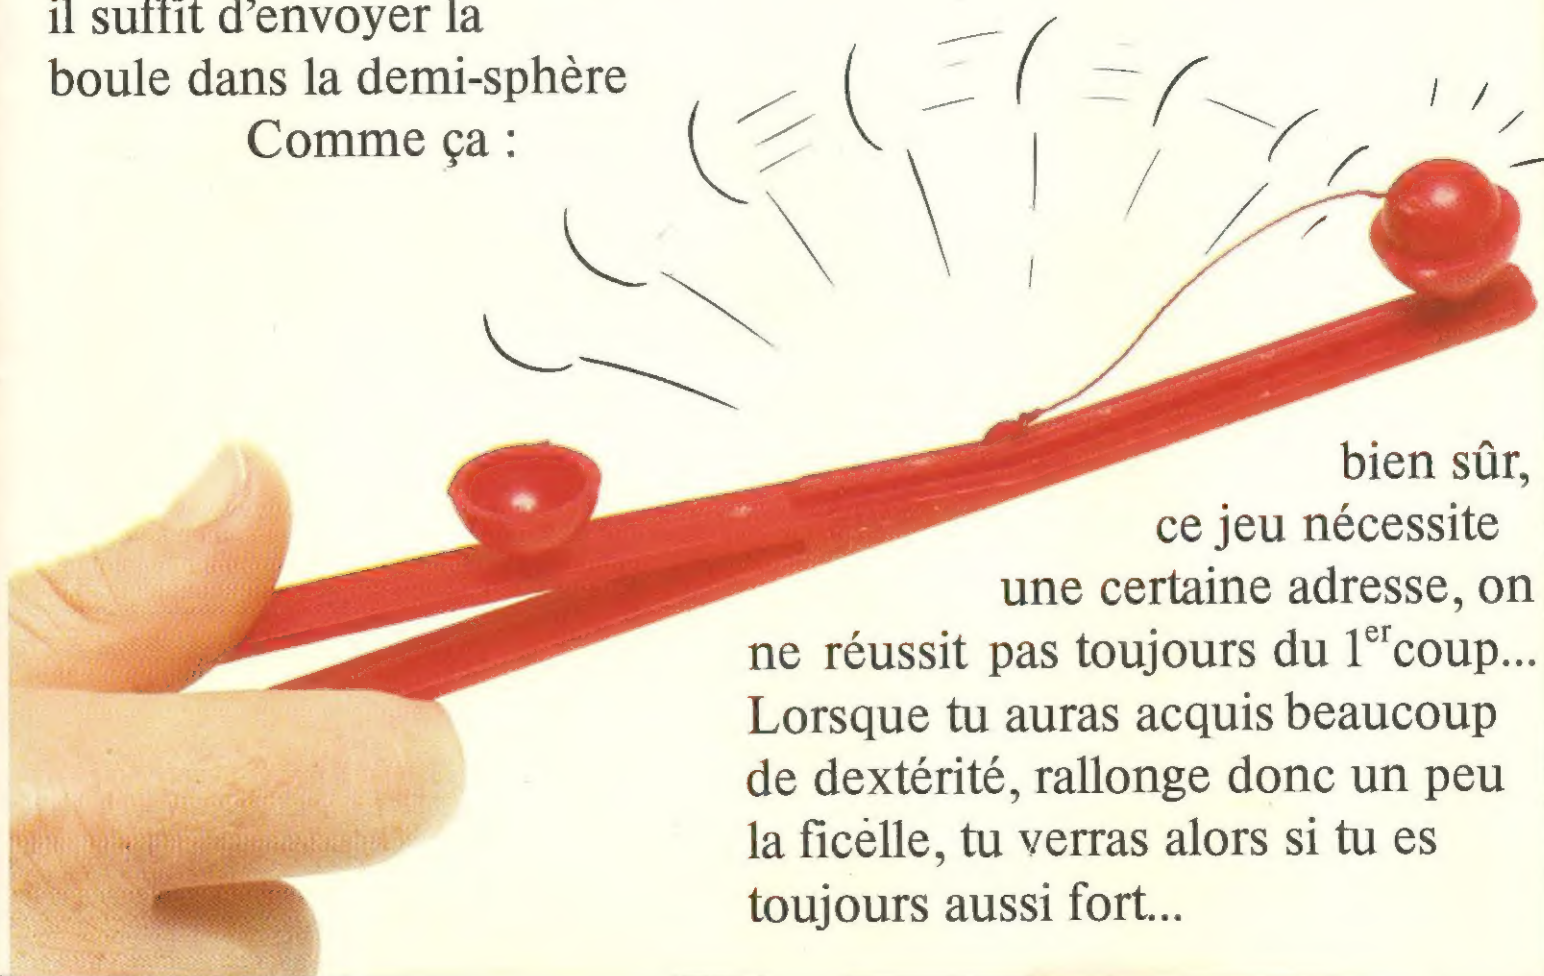 il suffit d'envoyer la
boule dans la demi-sphère
Comme ça :
bien sûr,
ce jeu nécessite
une certaine adresse, on
ne réussit pas toujours du 1er coup...
Lorsque tu auras acquis beaucoup
de dextérité, rallonge donc un peu
la ficelle, tu verras alors si tu es
toujours aussi fort...